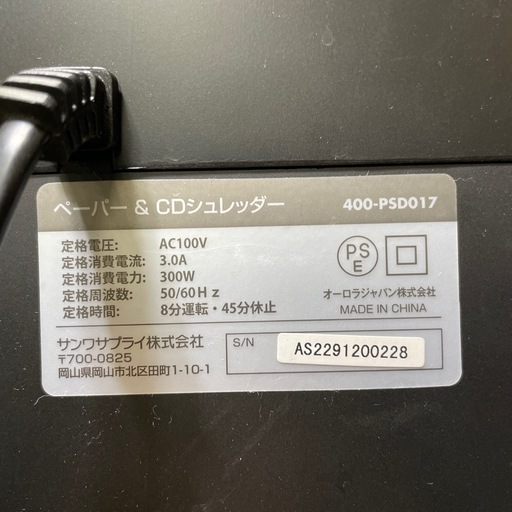 ペーパー & CDシュレッダー 400-PSD017
定格電圧: AC100V
定格消費電流: 3.0A
定格消費電力: 300W
定格周波数: 50/60Hz
定格時間: 8分運転・45分休止
PS
E
オーロラジャパン株式会社
MADE IN CHINA
サンワサプライ株式会社
〒700-0825
岡山県岡山市北区田町1-10-1
S/N AS2291200228